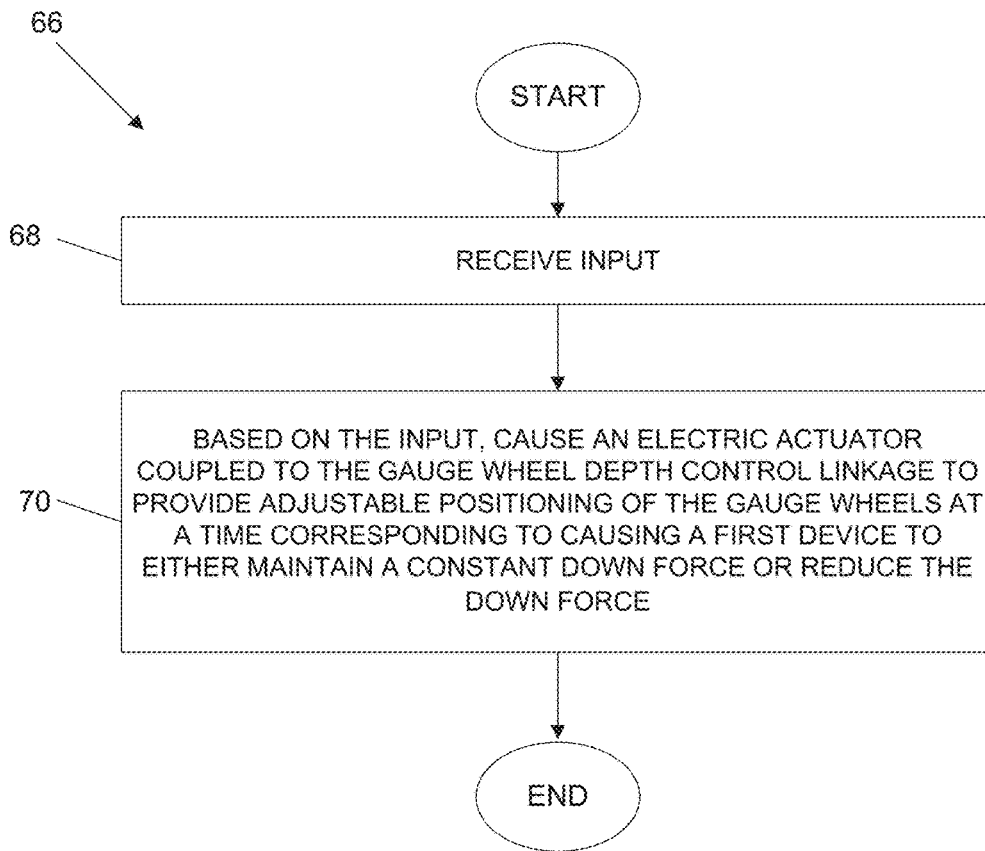 66
START
68
RECEIVE INPUT
BASED ON THE INPUT, CAUSE AN ELECTRIC ACTUATOR
COUPLED TO THE GAUGE WHEEL DEPTH CONTROL LINKAGE TO
PROVIDE ADJUSTABLE POSITIONING OF THE GAUGE WHEELS AT
70
A TIME CORRESPONDING TO CAUSING A FIRST DEVICE TO
EITHER MAINTAIN A CONSTANT DOWN FORCE OR REDUCE THE
DOWN FORCE
END